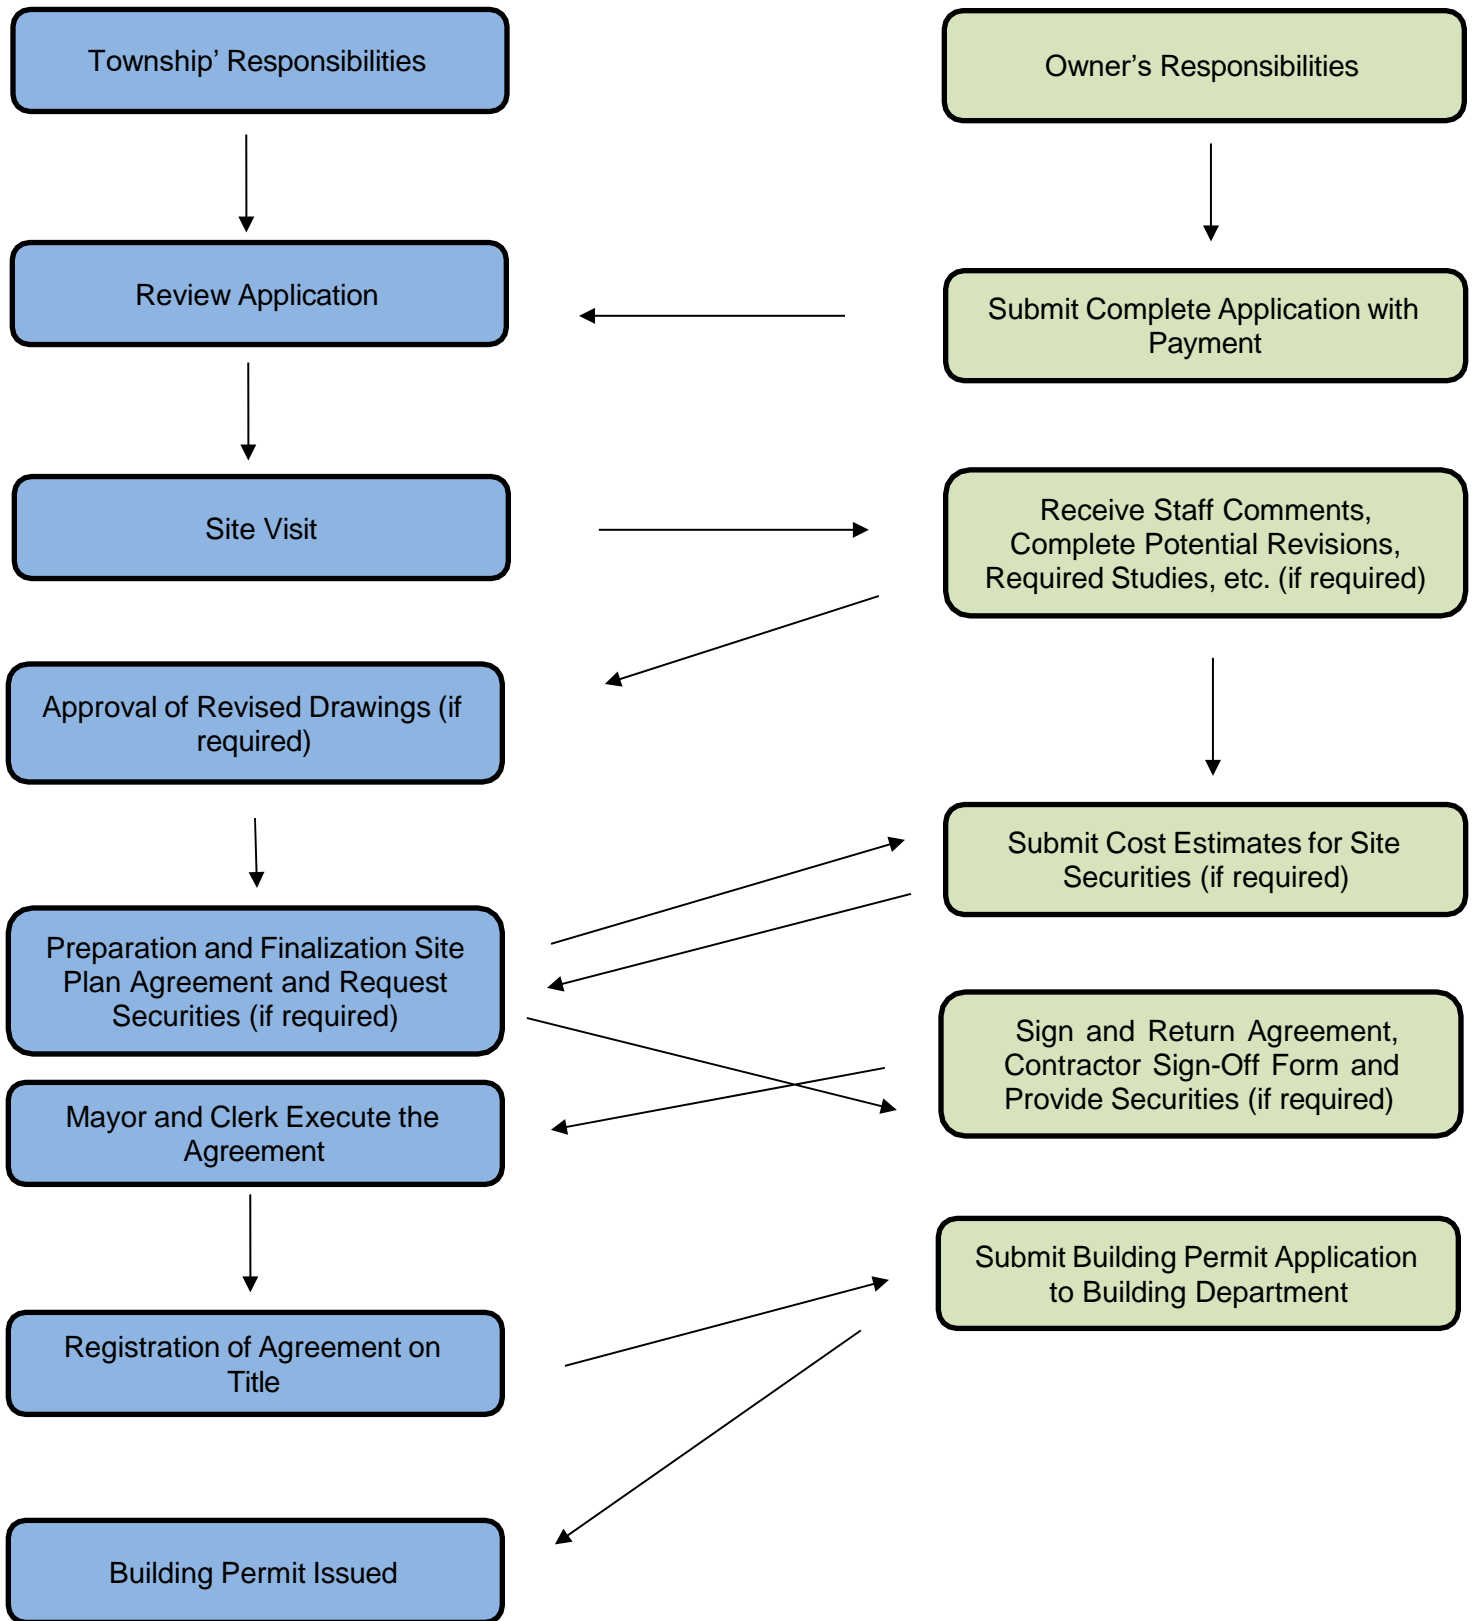 Township’ Responsibilities
Owner’s Responsibilities
Review Application
Submit Complete Application with
Payment
Site Visit
Receive Staff Comments,
Complete Potential Revisions,
Required Studies, etc. (if required)
Approval of Revised Drawings (if
required)
Submit Cost Estimates for Site
Securities (if required)
Preparation and Finalization Site
Plan Agreement and Request
Securities (if required)
Sign and Return Agreement,
Contractor Sign-Off Form and
Provide Securities (if required)
Mayor and Clerk Execute the
Agreement
Submit Building Permit Application
to Building Department
Registration of Agreement on
Title
Building Permit Issued